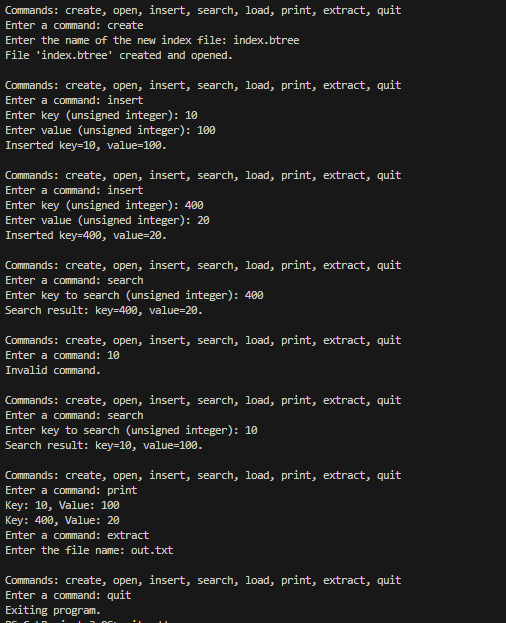 Commands: create, open, insert, search, load, print, extract, quit
Enter a command: create
Enter the name of the new index file: index.btree
File 'index.btree' created and opened.
Commands: create, open, insert, search, load, print, extract, quit
Enter a command: insert
Enter key (unsigned integer): 10
Enter value (unsigned integer): 100
Inserted key=10, value=100.
Commands: create, open, insert, search, load, print, extract, quit
Enter a command: insert
Enter key (unsigned integer): 400
Enter value (unsigned integer): 20
Inserted key=400, value=20.
Commands: create, open, insert, search, load, print, extract, quit
Enter a command: search
Enter key to search (unsigned integer): 400
Search result: key=400, value=20.
Commands: create, open, insert, search, load, print, extract, quit
Enter a command: 10
Invalid command.
Commands: create, open, insert, search, load, print, extract, quit
Enter a command: search
Enter key to search (unsigned integer): 10
Search result: key=10, value=100.
Commands: create, open, insert, search, load, print, extract, quit
Enter a command: print
Key: 10, Value: 100
Key: 400, Value: 20
Enter a command: extract
Enter the file name: out.txt
Commands: create, open, insert, search, load, print, extract, quit
Enter a command: quit
Exiting program.